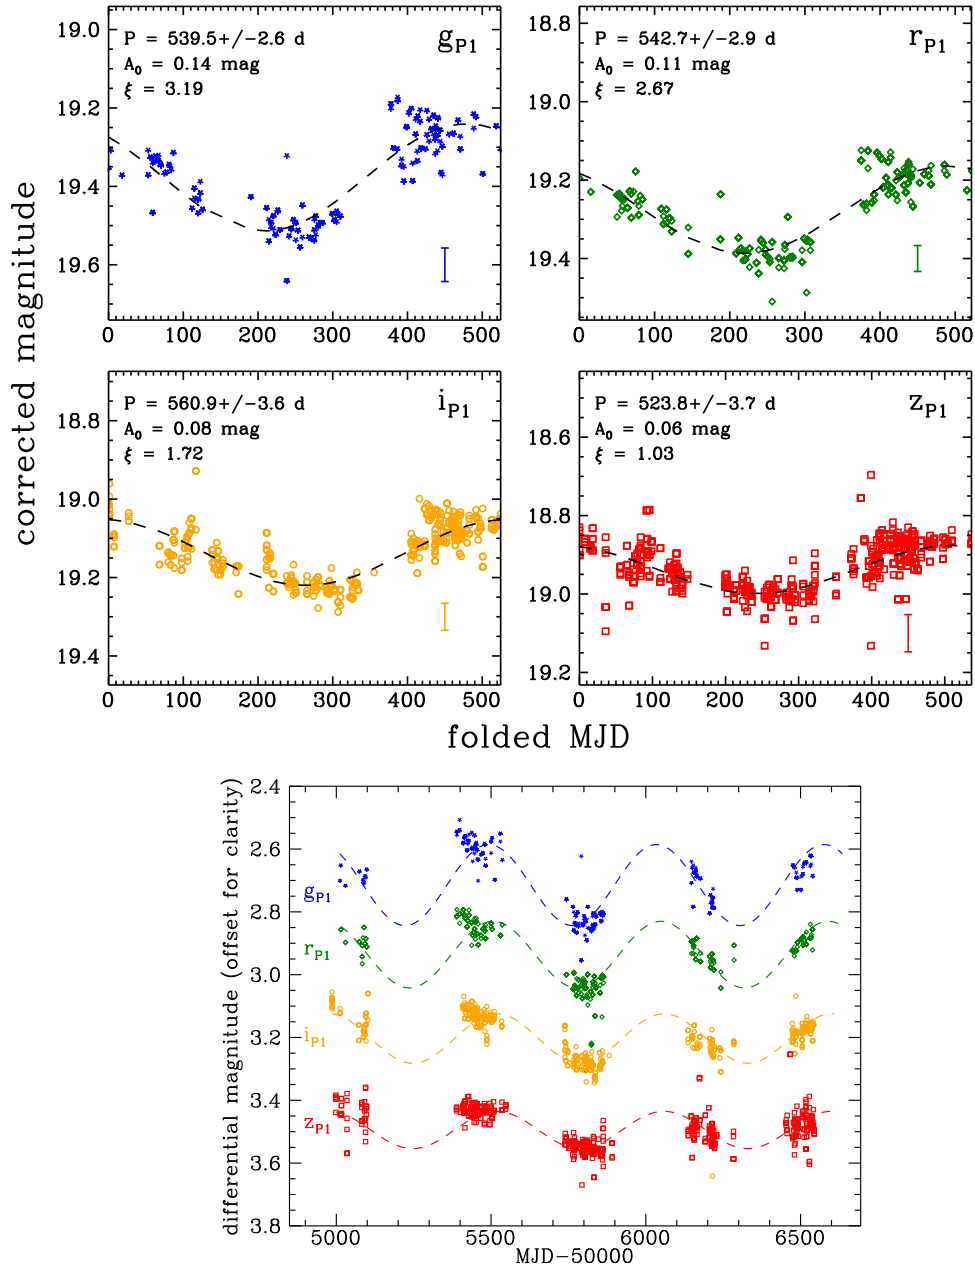 corrected magnitude
P = 539.5+/−2.6 d
A0 = 0.14 mag
ξ = 3.19
gP1
19.0
19.2
19.4
19.6
0 100 200 300 400 500
P = 542.7+/−2.9 d
A0 = 0.11 mag
ξ = 2.67
rP1
18.8
19.0
19.2
19.4
0 100 200 300 400 500
P = 560.9+/−3.6 d
A0 = 0.08 mag
ξ = 1.72
iP1
18.8
19.0
19.2
19.4
0 100 200 300 400 500
P = 523.8+/−3.7 d
A0 = 0.06 mag
ξ = 1.03
zP1
18.6
18.8
19.0
19.2
0 100 200 300 400 500
folded MJD
differential magnitude (offset for clarity)
2.4
2.6
2.8
3.0
3.2
3.4
3.6
3.8
gP1
rP1
iP1
zP1
5000 5500 6000 6500
MJD−50000